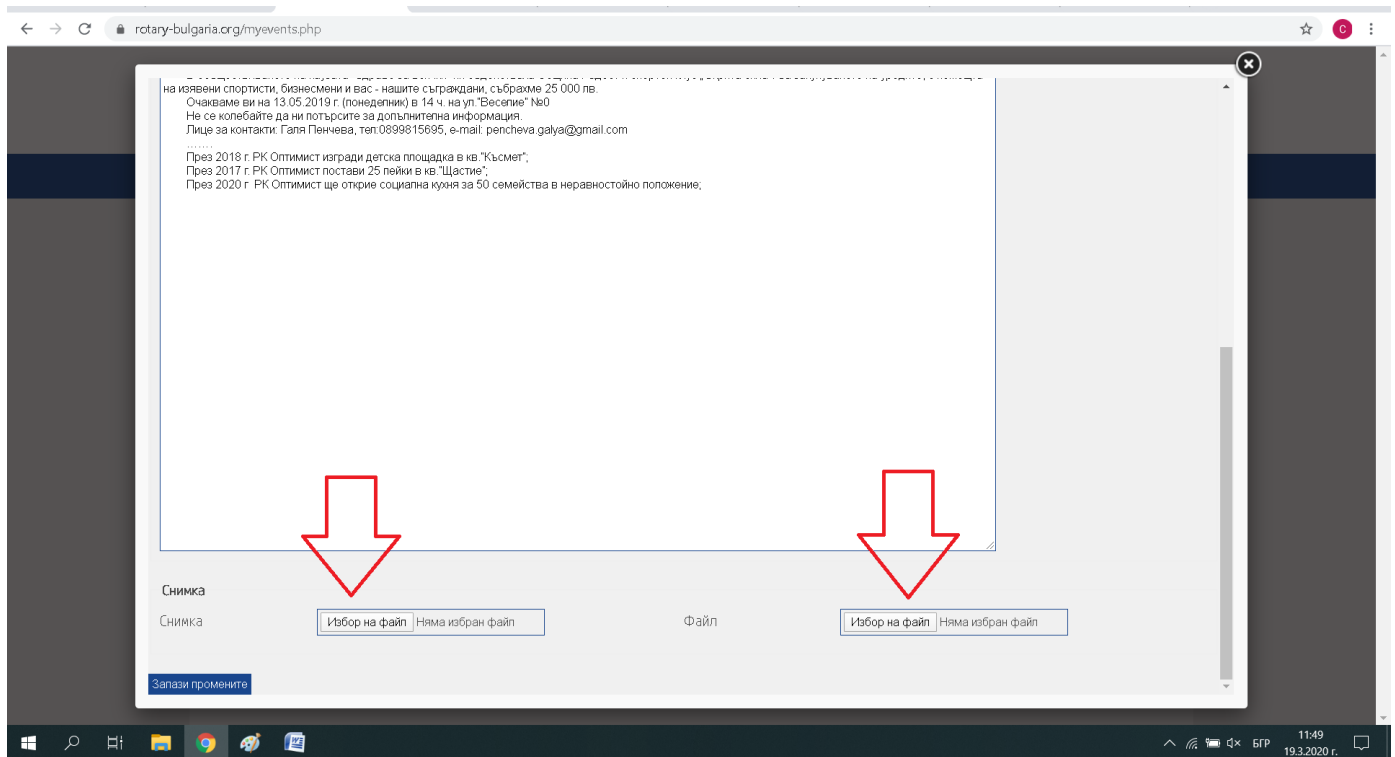 rotary-bulgaria.org/myevents.php
C
на изявени спортисти, бизнесмени и вас - нашите съграждани, събрахме 25 000 лв.
Очакваме ви на 13.05.2019 г. (понеделник) в 14 ч. на ул."Веселие" №0
Не се колебайте да ни потърсите за допълнителна информация.
Лице за контакти: Галя Пенчева, тел:0899815695, e-mail: pencheva.galya@gmail.com
.......
През 2018 г. РК Оптимист изгради детска площадка в кв."Късмет";
През 2017 г. РК Оптимист постави 25 пейки в кв."Щастие";
През 2020 г РК Оптимист ще открие социална кухня за 50 семейства в неравностойно положение;
Снимка
Снимка Избор на файл Няма избран файл Файл Избор на файл Няма избран файл
Запази промените
БГР 11:49
19.3.2020 г.